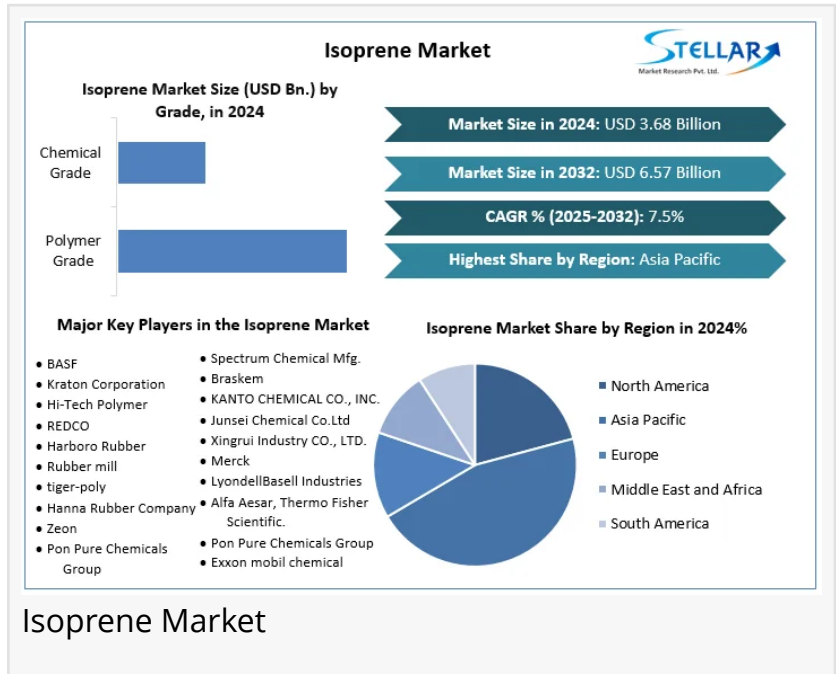 Isoprene Market
STELLAR
Market Research Pvt. Ltd.
Isoprene Market Size (USD Bn.) by
Grade, in 2024
Chemical
Grade
Polymer
Grade
Market Size in 2024: USD 3.68 Billion
Market Size in 2032: USD 6.57 Billion
CAGR % (2025-2032): 7.5%
Highest Share by Region: Asia Pacific
Major Key Players in the Isoprene Market
• BASF
• Kraton Corporation
• Hi-Tech Polymer
• REDCO
• Harboro Rubber
• Rubber mill
• tiger-poly
• Hanna Rubber Company
• Zeon
• Pon Pure Chemicals
Group
• Spectrum Chemical Mfg.
• Braskem
• KANTO CHEMICAL CO., INC.
• Junsei Chemical Co.Ltd
• Xingrui Industry CO., LTD.
• Merck
• LyondellBasell Industries
• Alfa Aesar, Thermo Fisher
Scientific.
• Pon Pure Chemicals Group
• Exxon mobil chemical
Isoprene Market Share by Region in 2024%
North America
Asia Pacific
Europe
Middle East and Africa
South America
Isoprene Market